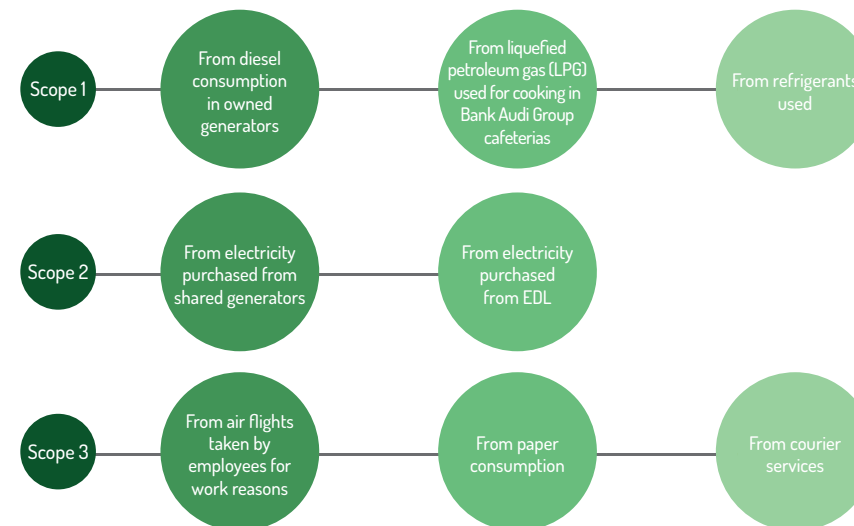 Scope 1
From diesel
consumption
in owned
generators
From liquefied
petroleum gas (LPG)
used for cooking in
Bank Audi Group
cafeterias
From refrigerants
used
Scope 2
From electricity
purchased from
shared generators
From electricity
purchased
from EDL
Scope 3
From air flights
taken by
employees for
work reasons
From paper
consumption
From courier
services